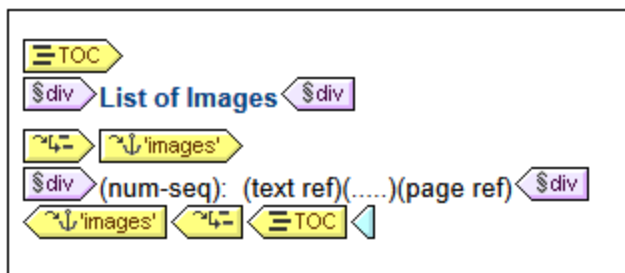 TOC
§div List of Images §div
'images'
§div (num-seq): (text ref)(.....)(page ref) §div
'images' TOC